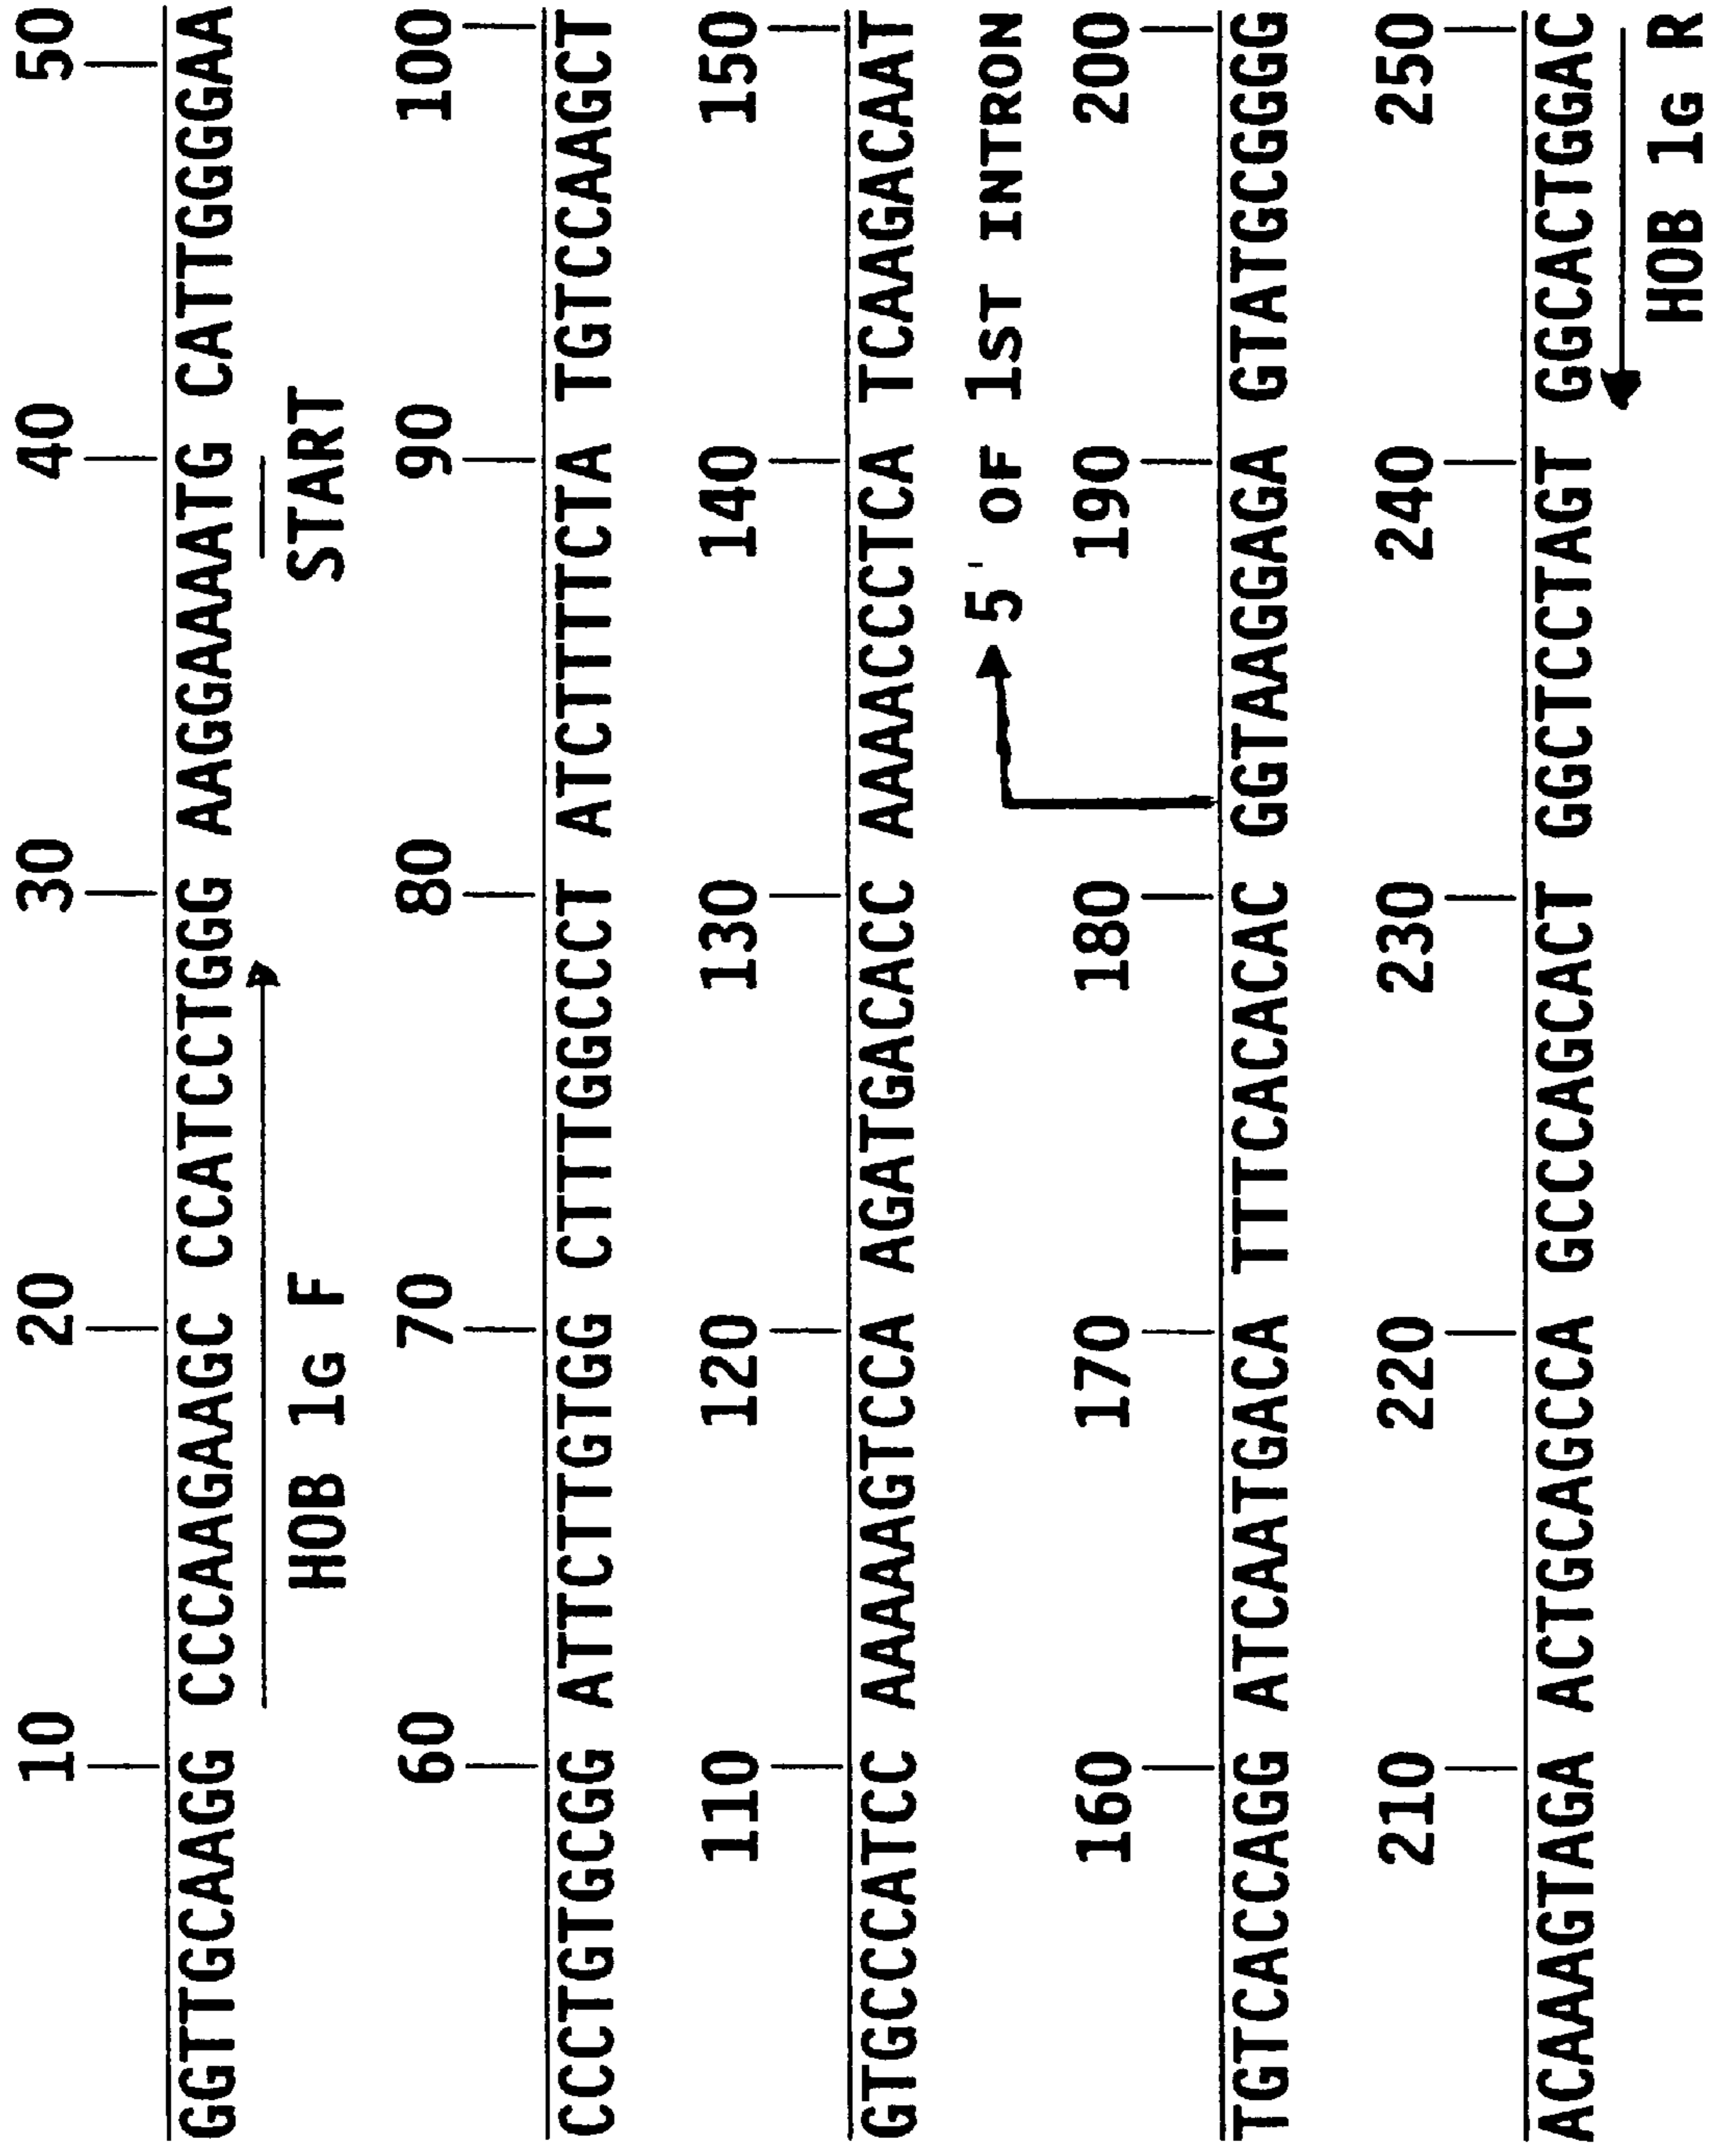 10 20 30 40 50
GGTTGCAAGG CCCAAGAAGC CCATCCTGGG AAGGAAAATG CATTGGGGAA
HOB 1G F START
60 70 80 90 100
CCCTGTGCGG ATTCTTGTGG CTTTGGCCCT ATCTTTTCTA TGTCCAAGCT
110 120 130 140 150
GTGCCCATCC AAAAAGTCCA AGATGACACC AAAACCCTCA TCAAGACAAT
5' OF 1ST INTRON
160 170 180 190 200
TGTCACCAGG ATCAATGACA TTTCACACAC GGTAAGGAGA GTATGCGGGG
210 220 230 240 250
ACAAAGTAGA ACTGCAGCCA GCCCAGCACT GGCTCCTAGT GGCACTGGAC
HOB 1G R